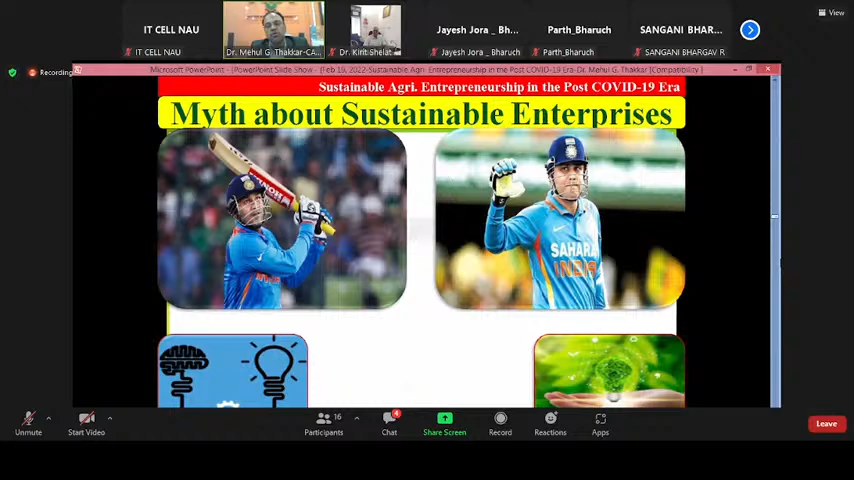 View
IT CELL NAU
Jayesh Jora _ Bh...
Parth_Bharuch
SANGANI BHAR...
IT CELL NAU
Dr. Mehul G. Thakkar-CA...
Dr. Kirit Shelat
Jayesh Jora _ Bharuch
Parth_Bharuch
SANGANI BHARGAV R
Recording
Microsoft PowerPoint - [PowerPoint Slide Show - [Feb 19, 2022-Sustainable Agri. Entrepreneurship in the Post COVID-19 Era-Dr. Mehul G. Thakkar [Compatibility ]
Sustainable Agri. Entrepreneurship in the Post COVID-19 Era
Myth about Sustainable Enterprises
SAHARA
INDIA
16
4
Unmute
Start Video
Participants
Chat
Share Screen
Record
Reactions
Apps
Leave